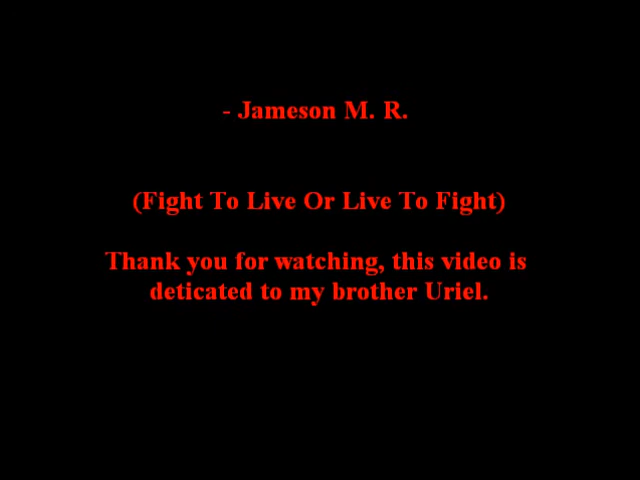 - Jameson M. R.
(Fight To Live Or Live To Fight)
Thank you for watching, this video is
deticated to my brother Uriel.